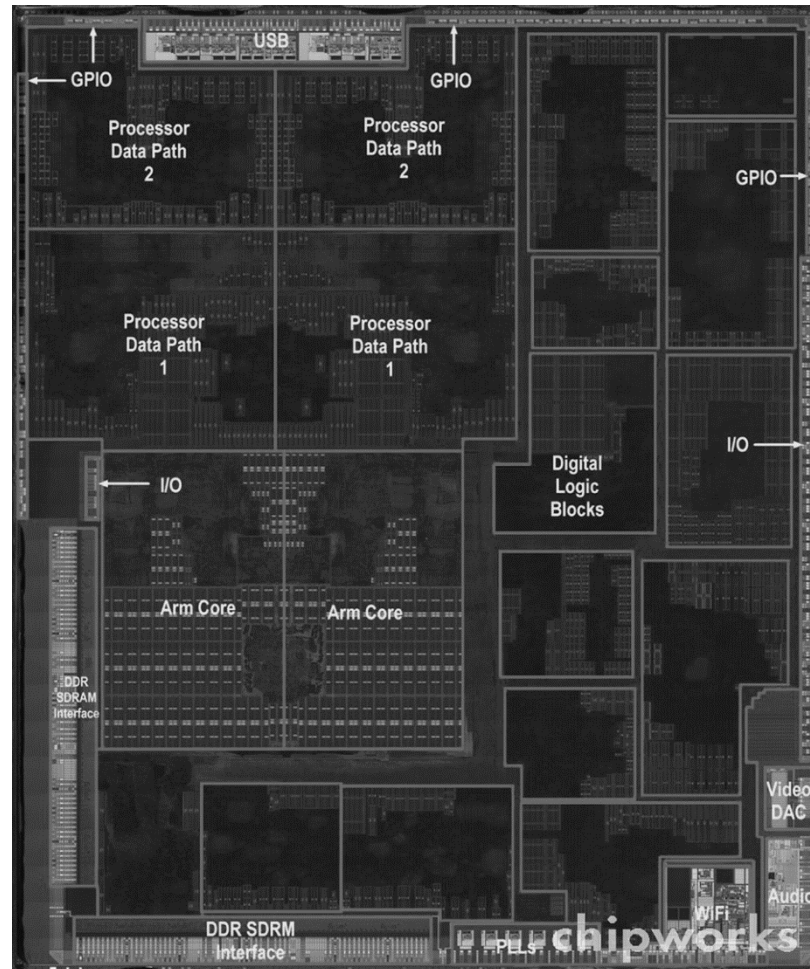 USB
GPIO
GPIO
Processor
Data Path
2
Processor
Data Path
2
GPIO
Processor
Data Path
1
Processor
Data Path
1
I/O
Digital
Logic
Blocks
I/O
Arm Core
Arm Core
DDR
SDRAM
Interface
Video
DAC
Audio
WiFi
DDR SDRM
Interface
PLLs
chipworks